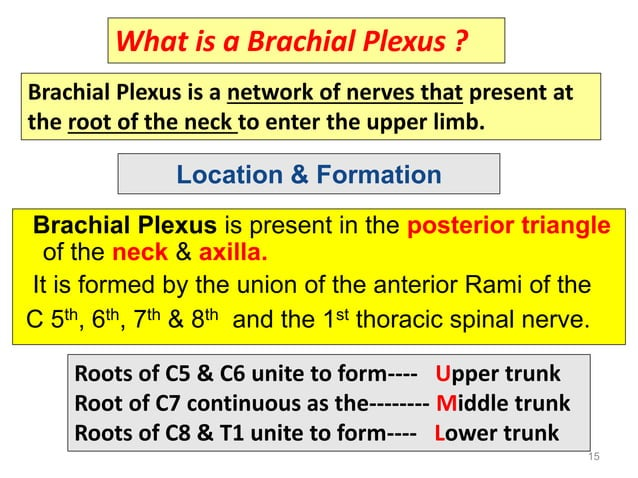 What is a Brachial Plexus ?
Brachial Plexus is a network of nerves that present at
the root of the neck to enter the upper limb.
Location & Formation
Brachial Plexus is present in the posterior triangle
of the neck & axilla.
It is formed by the union of the anterior Rami of the
C 5th, 6th, 7th & 8th and the 1st thoracic spinal nerve.
Roots of C5 & C6 unite to form---- Upper trunk
Root of C7 continuous as the-------- Middle trunk
Roots of C8 & T1 unite to form---- Lower trunk
15